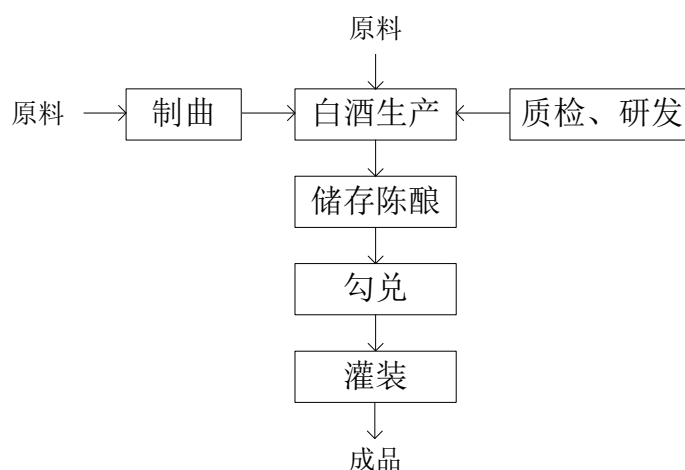 原料
原料
制曲
白酒生产
质检、研发
储存陈酿
勾兑
灌装
成品